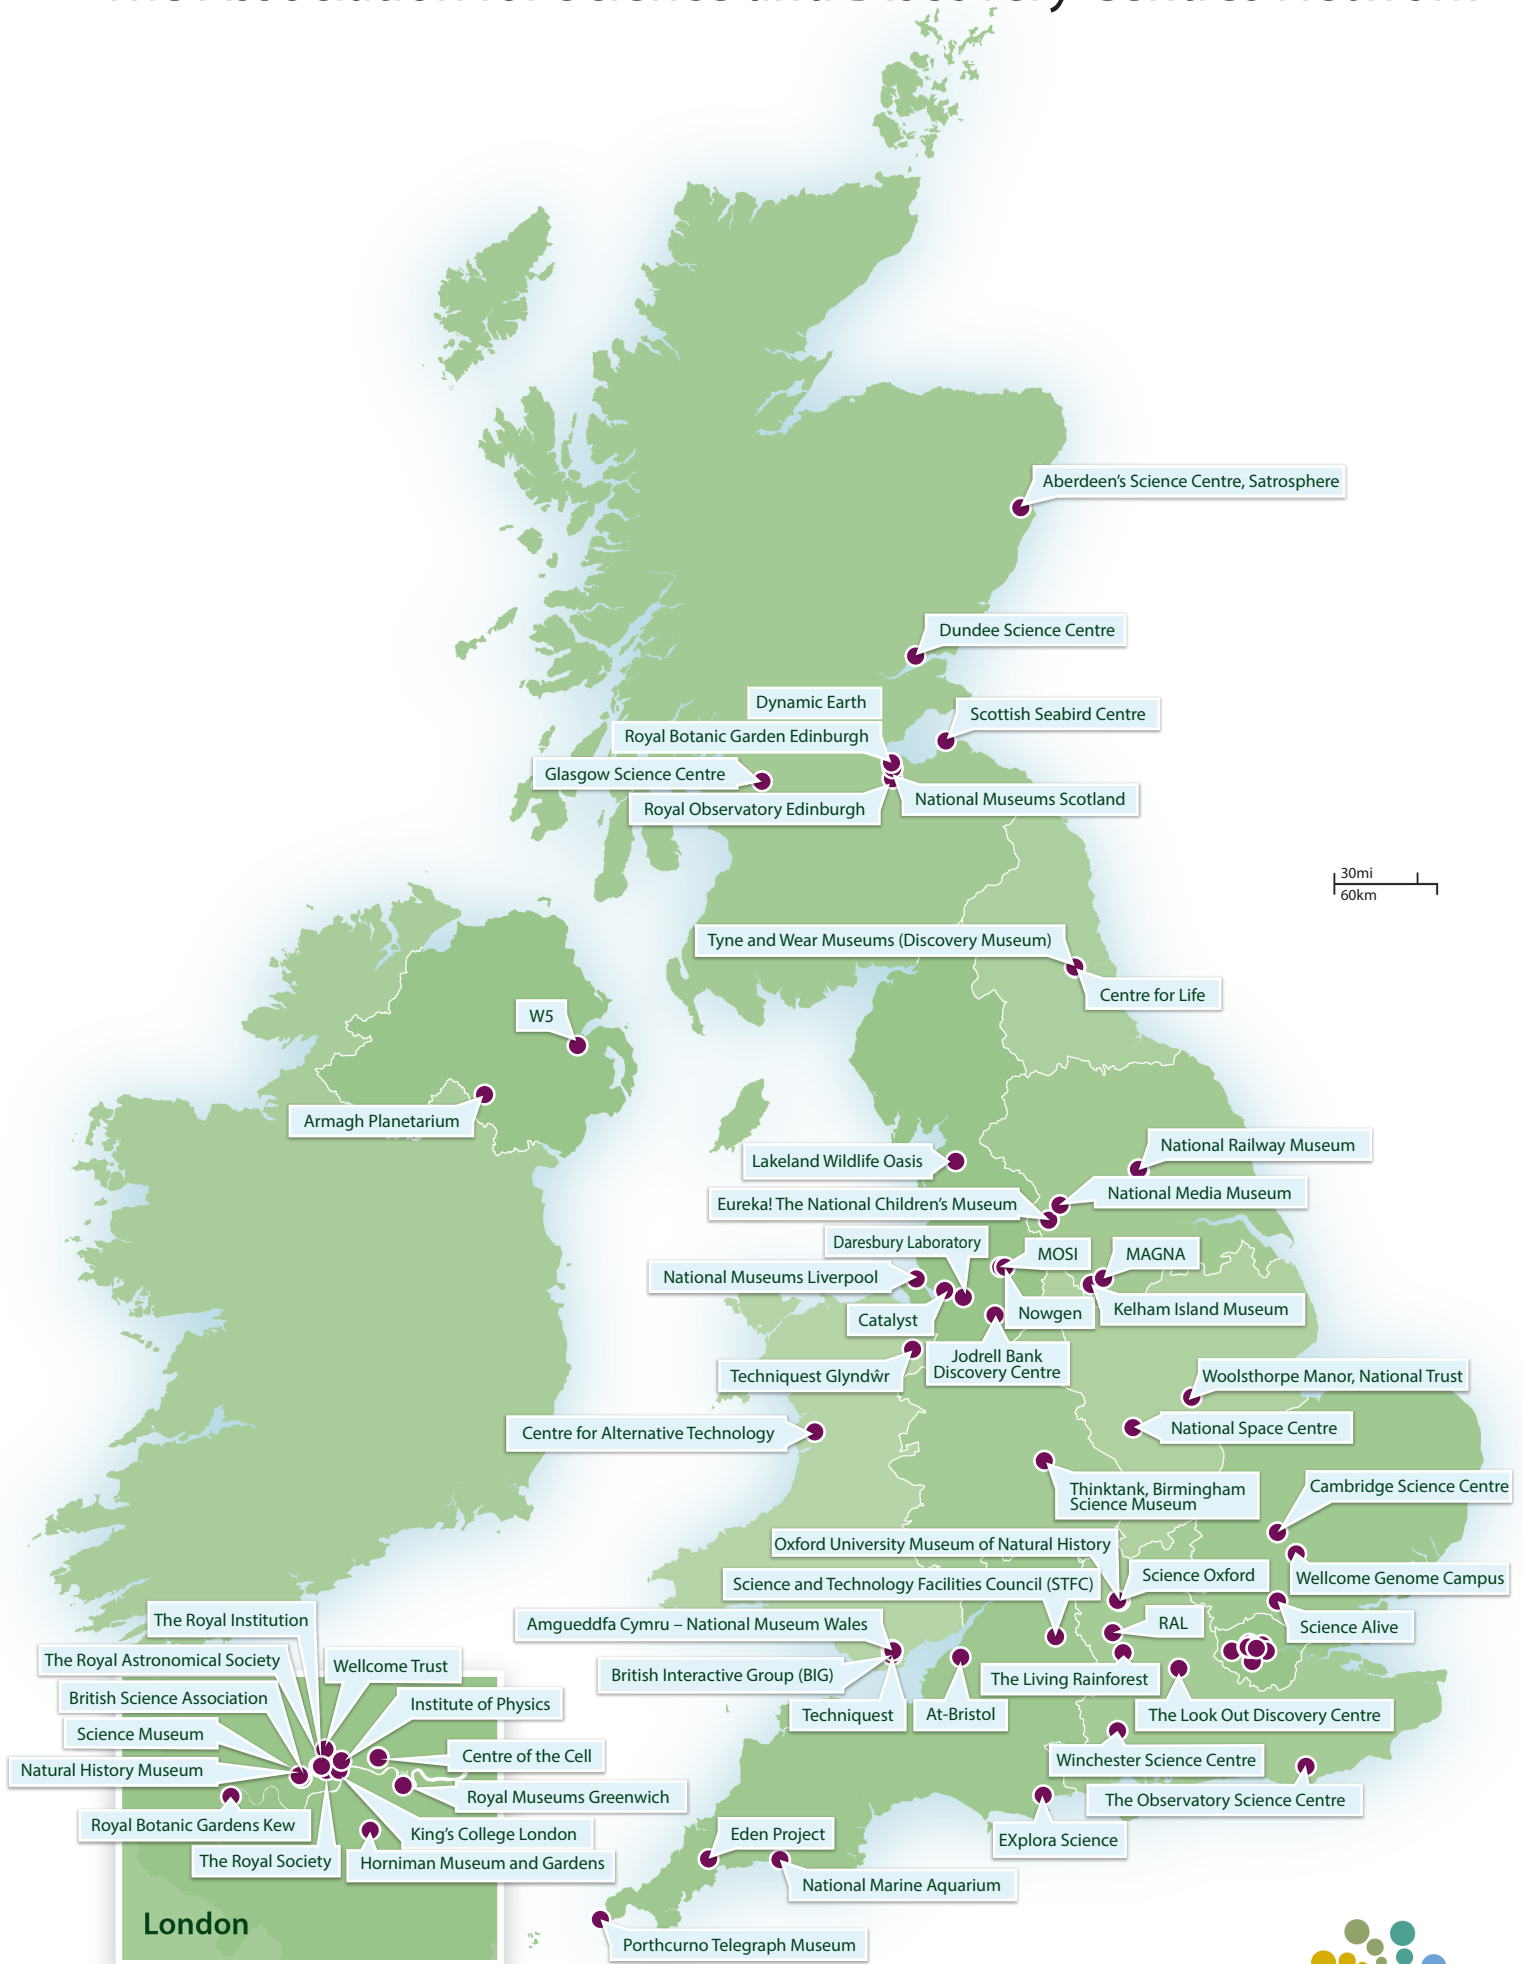 The Association for Science and Discovery Centres Network
Aberdeen's Science Centre, Satrosphere
Dundee Science Centre
Dynamic Earth
Scottish Seabird Centre
Royal Botanic Garden Edinburgh
Glasgow Science Centre
National Museums Scotland
Royal Observatory Edinburgh
30mi
60km
Tyne and Wear Museums (Discovery Museum)
Centre for Life
W5
Armagh Planetarium
National Railway Museum
Lakeland Wildlife Oasis
National Media Museum
Eureka! The National Children's Museum
Daresbury Laboratory
MOSI
MAGNA
National Museums Liverpool
Catalyst
Nowgen
Kelham Island Museum
Jodrell Bank
Discovery Centre
Techniquest Glyndŵr
Woolsthorpe Manor, National Trust
National Space Centre
Centre for Alternative Technology
Thinktank, Birmingham
Science Museum
Cambridge Science Centre
Oxford University Museum of Natural History
Science Oxford
Wellcome Genome Campus
Science and Technology Facilities Council (STFC)
Amgueddfa Cymru – National Museum Wales
RAL
Science Alive
British Interactive Group (BIG)
The Living Rainforest
Techniquest
At-Bristol
The Look Out Discovery Centre
Winchester Science Centre
The Observatory Science Centre
EXplora Science
Eden Project
National Marine Aquarium
Porthcurno Telegraph Museum
The Royal Institution
The Royal Astronomical Society
Wellcome Trust
British Science Association
Institute of Physics
Science Museum
Centre of the Cell
Natural History Museum
Royal Museums Greenwich
Royal Botanic Gardens Kew
King's College London
The Royal Society
Horniman Museum and Gardens
London